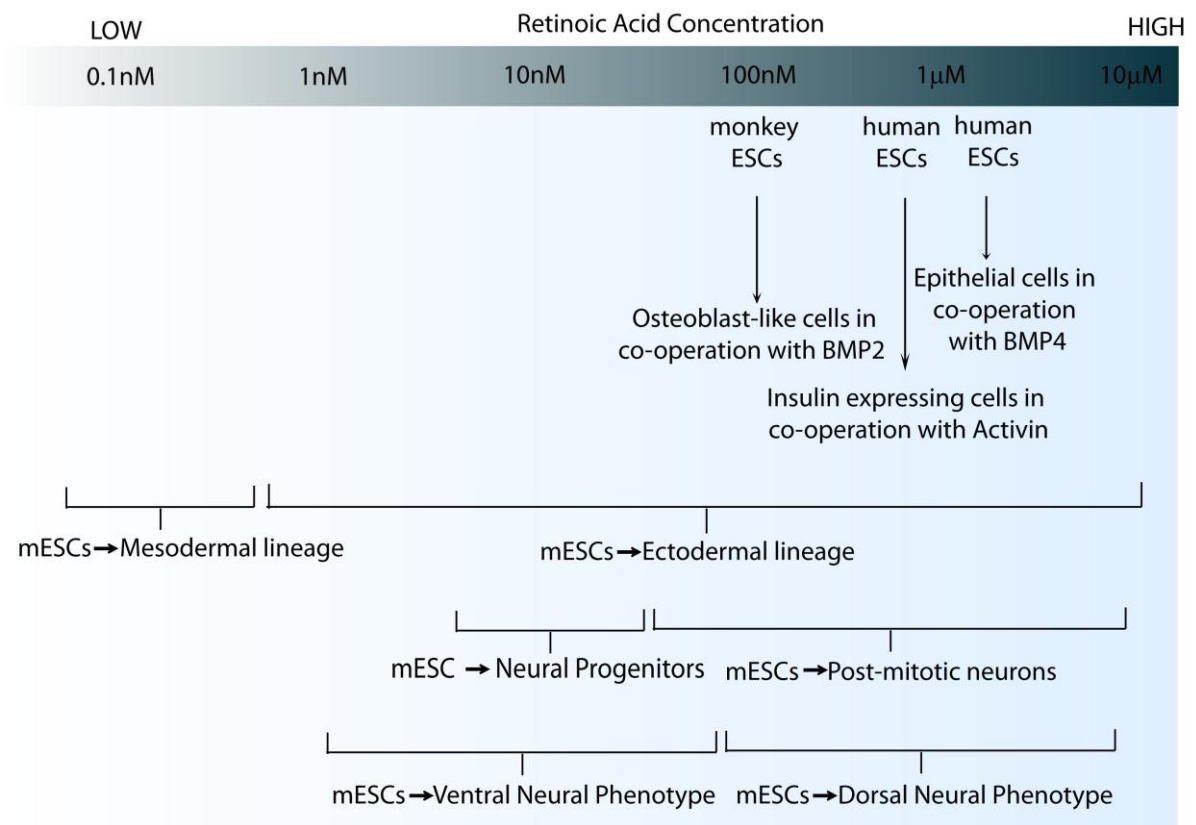 LOW
Retinoic Acid Concentration
HIGH
0.1nM 1nM 10nM 100nM 1μM 10μM
monkey
ESCs
human
ESCs
human
ESCs
Osteoblast-like cells in
co-operation with BMP2
Epithelial cells in
co-operation
with BMP4
Insulin expressing cells in
co-operation with Activin
mESCs→Mesodermal lineage
mESCs→Ectodermal lineage
mESC → Neural Progenitors
mESCs→Post-mitotic neurons
mESCs→Ventral Neural Phenotype
mESCs→Dorsal Neural Phenotype